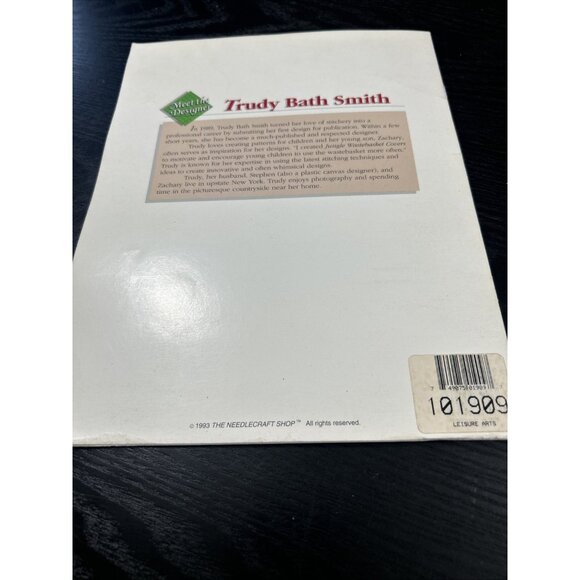 Meet the
Designer
Trudy Bath Smith
In 1989, Trudy Bath Smith turned her love of stitchery into a
professional career by submitting her first design for publication. Within a few
short years, she has become a much-published and respected designer.
Trudy loves creating patterns for children and her young son, Zachary,
often serves as inspiration for her designs. "I created Jungle Wastebasket Covers
to motivate and encourage young children to use the wastebasket more often."
Trudy is known for her expertise in using the latest stitching techniques and
ideas to create innovative and often whimsical designs.
Trudy, her husband, Stephen (also a plastic canvas designer), and
Zachary live in upstate New York. Trudy enjoys photography and spending
time in the picturesque countryside near her home.
7 49075 01909 7
101909
LEISURE ARTS
© 1993 THE NEEDLECRAFT SHOP™ All rights reserved.